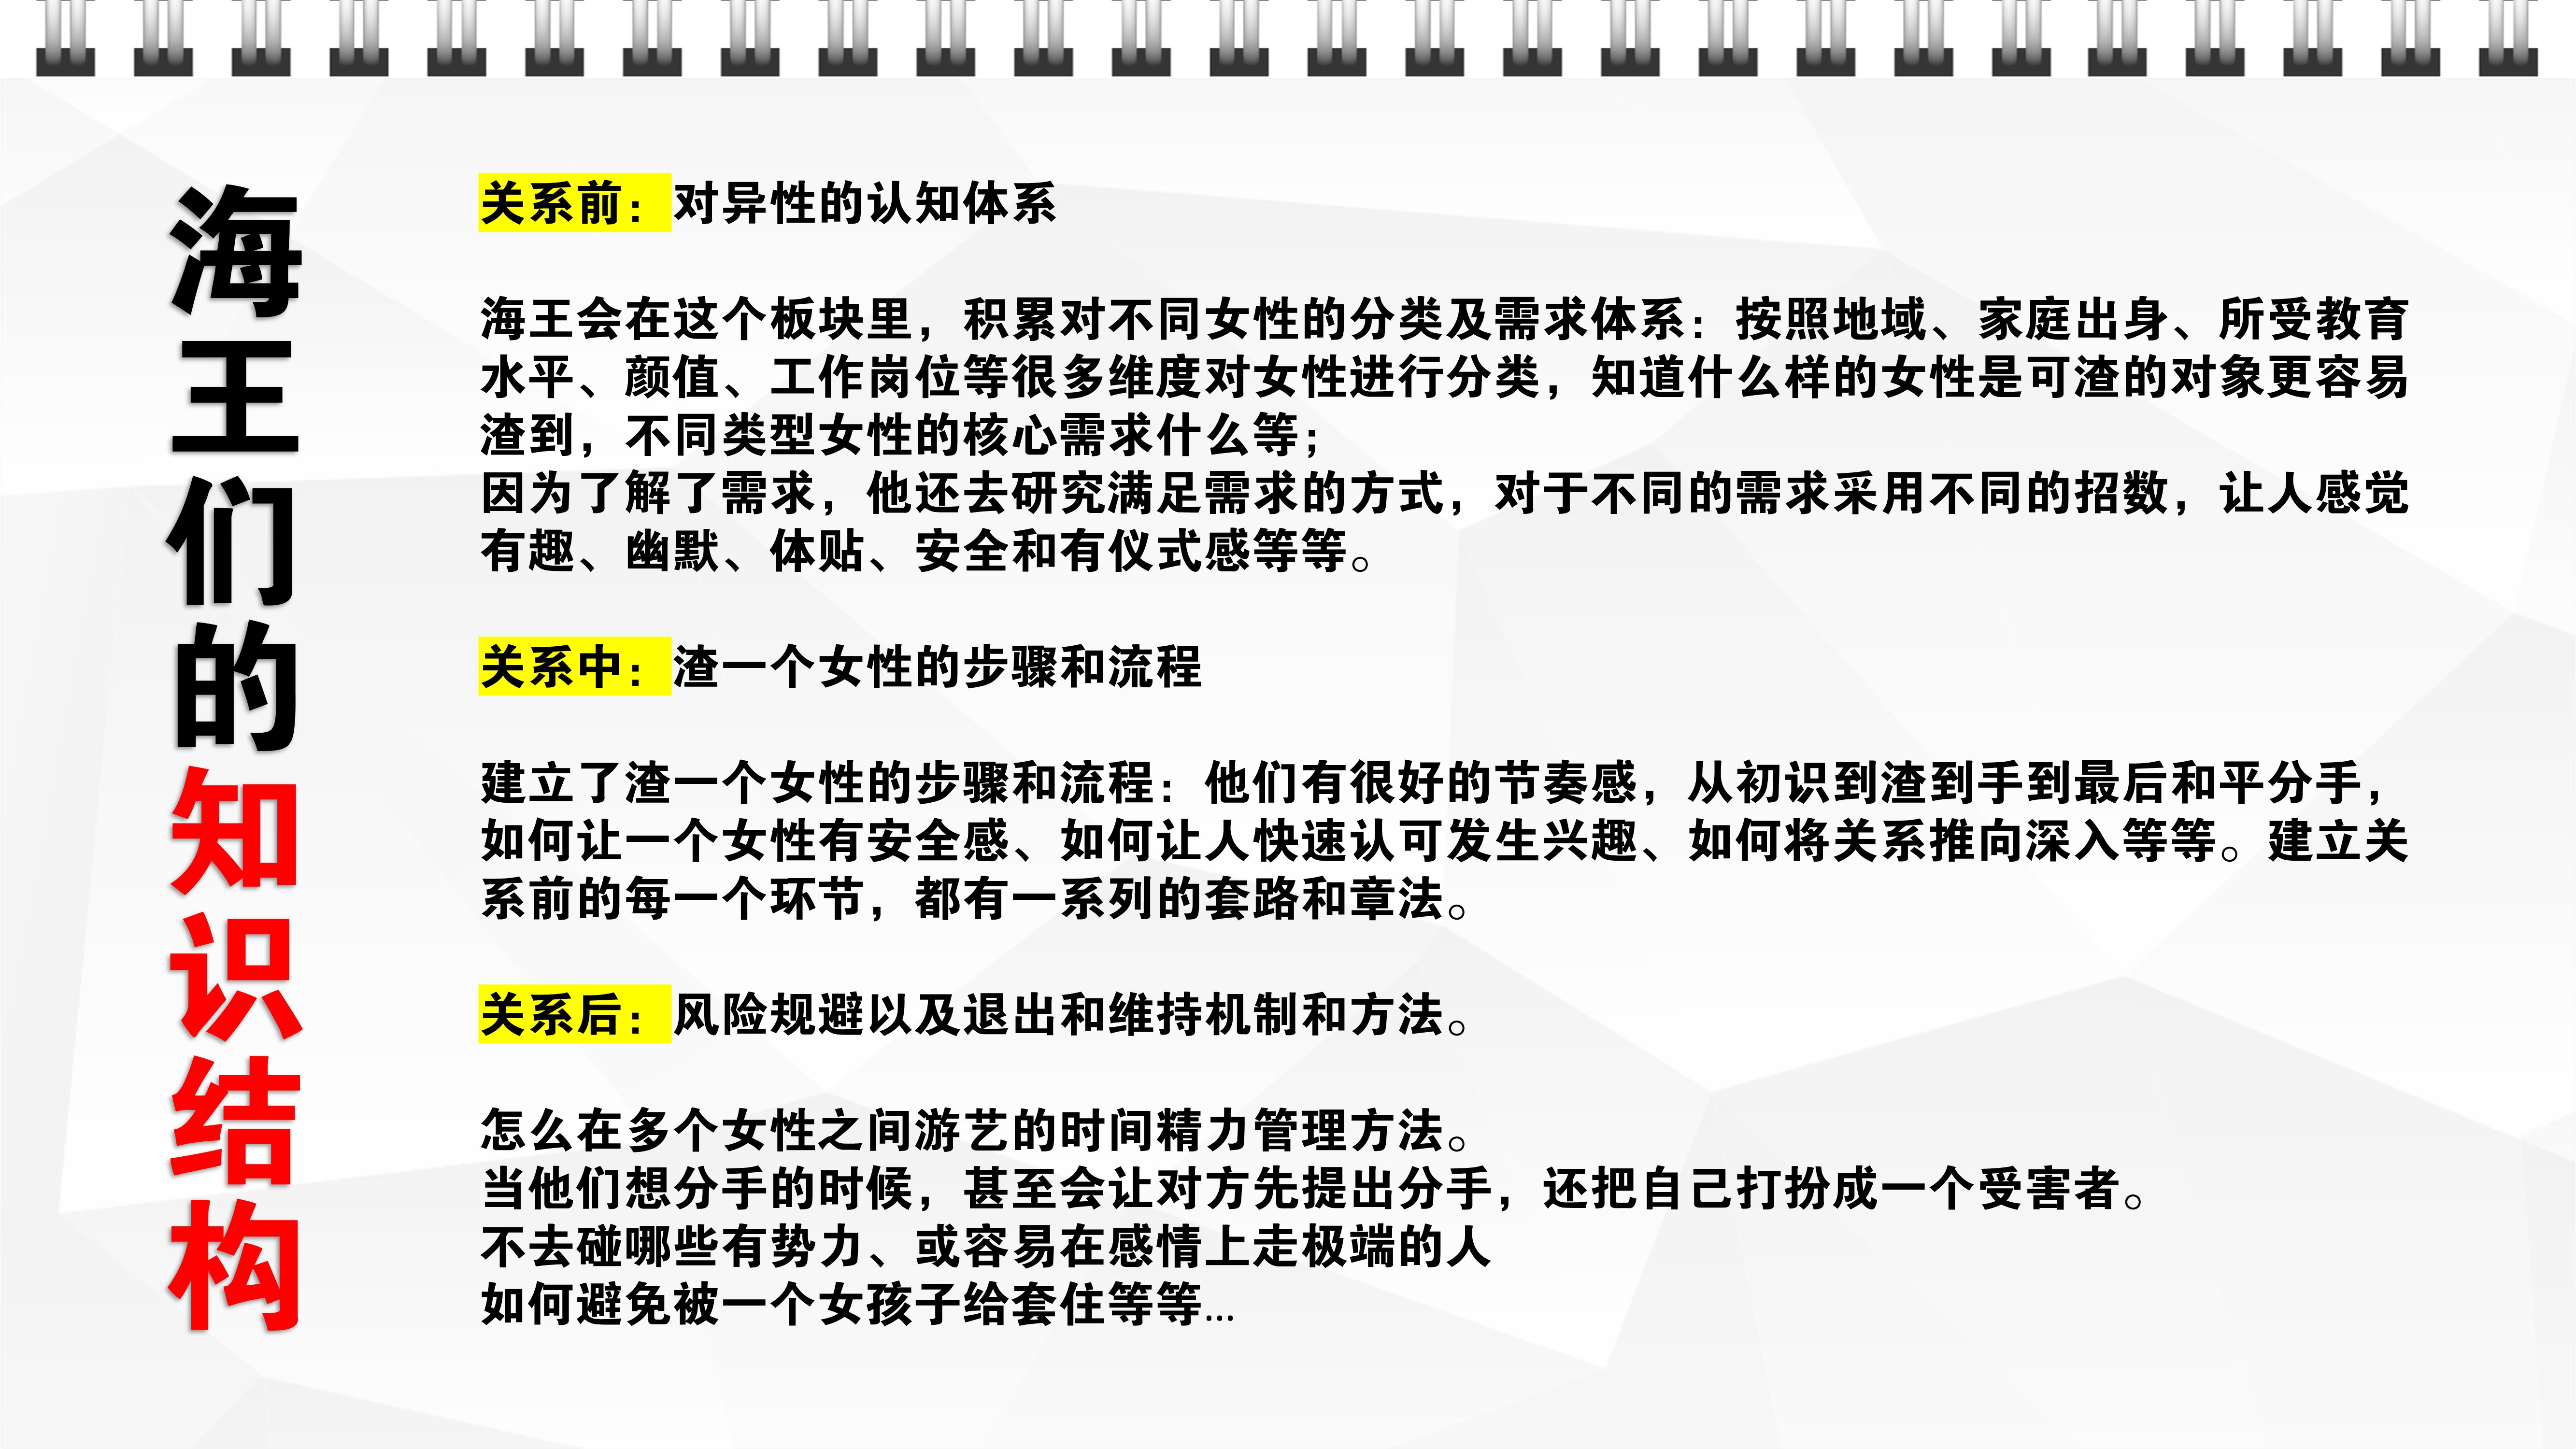 海王们的知识结构
关系前：对异性的认知体系
海王会在这个板块里，积累对不同女性的分类及需求体系：按照地域、家庭出身、所受教育
水平、颜值、工作岗位等很多维度对女性进行分类，知道什么样的女性是可渣的对象更容易
渣到，不同类型女性的核心需求什么等；
因为了解了需求，他还去研究满足需求的方式，对于不同的需求采用不同的招数，让人感觉
有趣、幽默、体贴、安全和有仪式感等等。
关系中：渣一个女性的步骤和流程
建立了渣一个女性的步骤和流程：他们有很好的节奏感，从初识到渣到手到最后和平分手，
如何让一个女性有安全感、如何让人快速认可发生兴趣、如何将关系推向深入等等。建立关
系前的每一个环节，都有一系列的套路和章法。
关系后：风险规避以及退出和维持机制和方法。
怎么在多个女性之间游艺的时间精力管理方法。
当他们想分手的时候，甚至会让对方先提出分手，还把自己打扮成一个受害者。
不去碰哪些有势力、或容易在感情上走极端的人
如何避免被一个女孩子给套住等等...